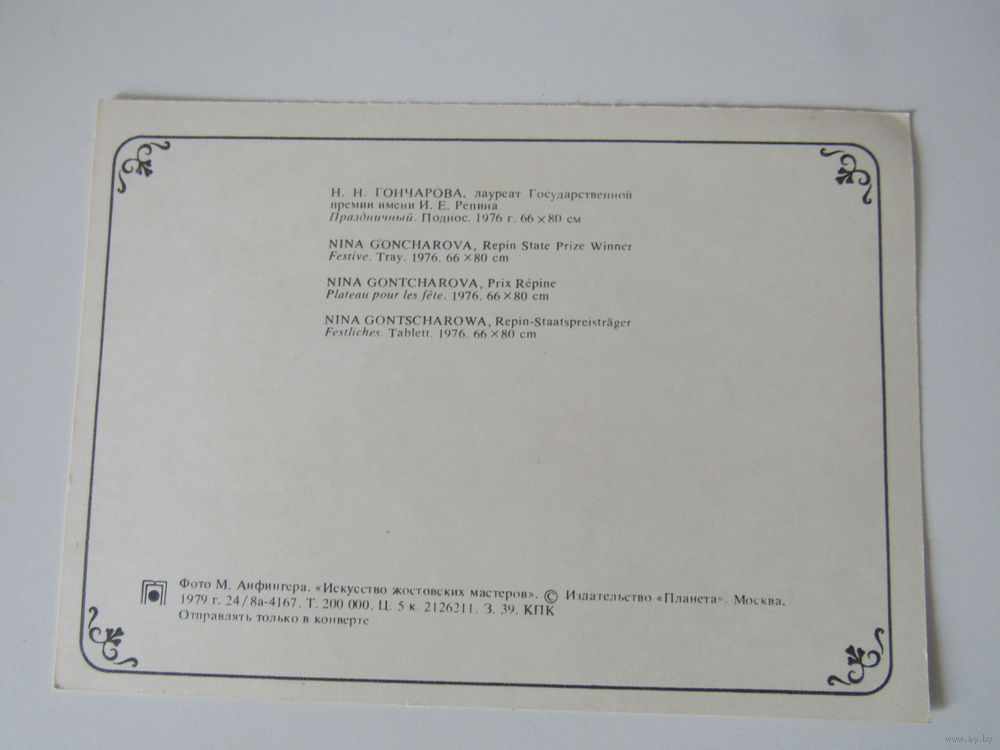 Н. Н. ГОНЧАРОВА, лауреат Государственной
премии имени И. Е. Репина
Праздничный. Поднос. 1976 г. 66×80 см
NINA GONCHAROVA, Repin State Prize Winner
Festive. Tray. 1976. 66×80 cm
NINA GONTCHAROVA, Prix Répine
Plateau pour les fête. 1976. 66×80 cm
NINA GONTSCHAROWA, Repin-Staatspreisträger
Festliches. Tablett. 1976. 66×80 cm
Фото М. Анфингера. «Искусство жостовских мастеров». © Издательство «Планета». Москва,
1979 г. 24/8а-4167. Т. 200 000. Ц. 5 к. 2126211. З. 39. КПК
Отправлять только в конверте
www.ay.by